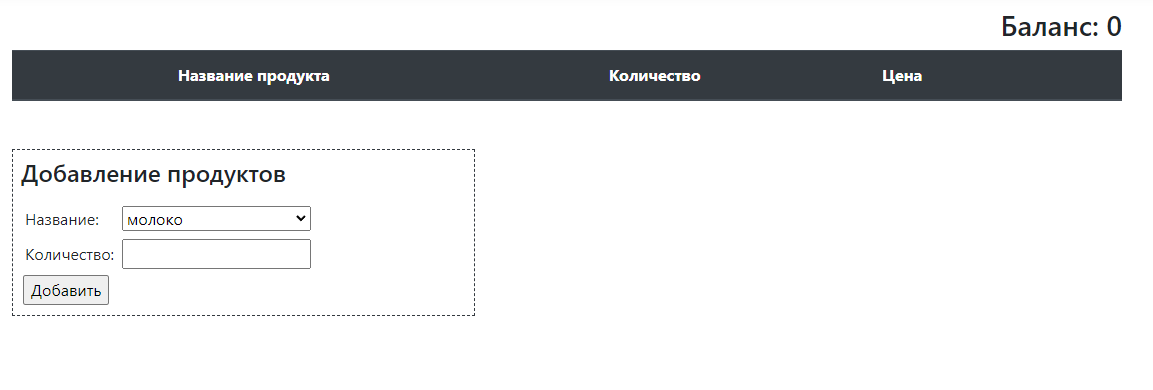 Баланс: 0
Название продукта Количество Цена
Добавление продуктов
Название: молоко
Количество:
Добавить